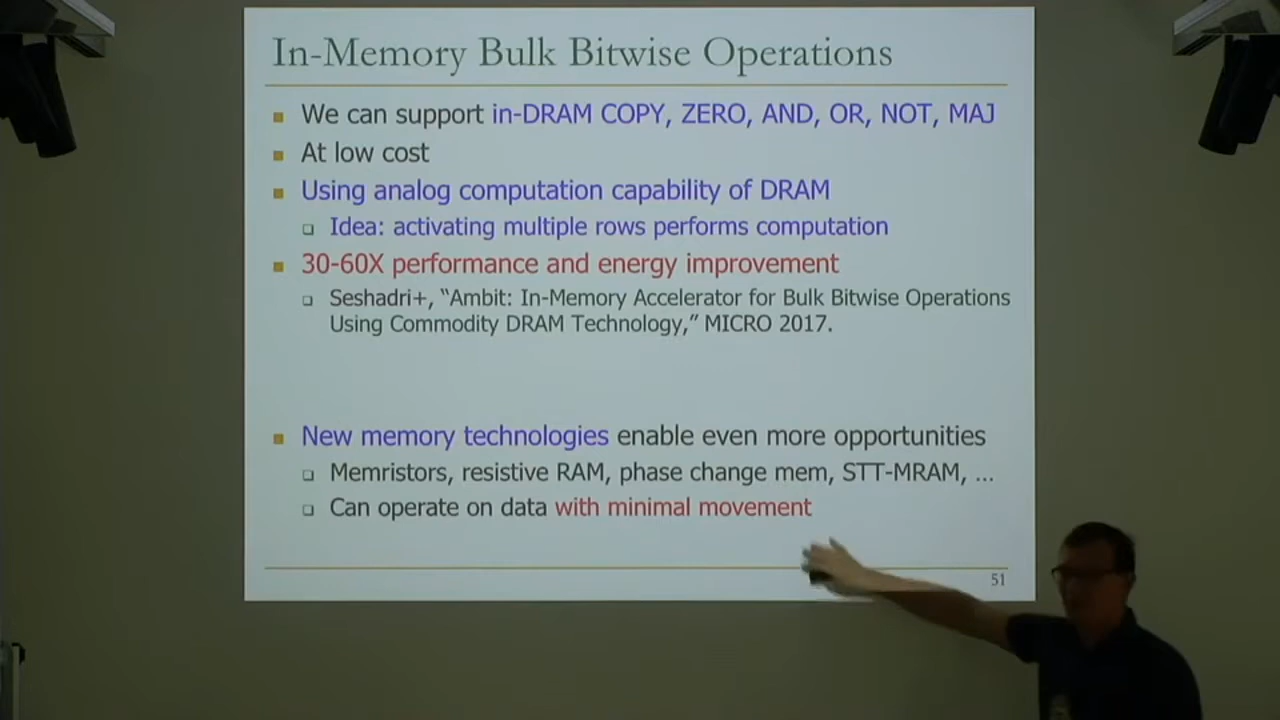 In-Memory Bulk Bitwise Operations
We can support in-DRAM COPY, ZERO, AND, OR, NOT, MAJ
At low cost
Using analog computation capability of DRAM
Idea: activating multiple rows performs computation
30-60X performance and energy improvement
Seshadri+, “Ambit: In-Memory Accelerator for Bulk Bitwise Operations
Using Commodity DRAM Technology,” MICRO 2017.
New memory technologies enable even more opportunities
Memristors, resistive RAM, phase change mem, STT-MRAM, ...
Can operate on data with minimal movement
51